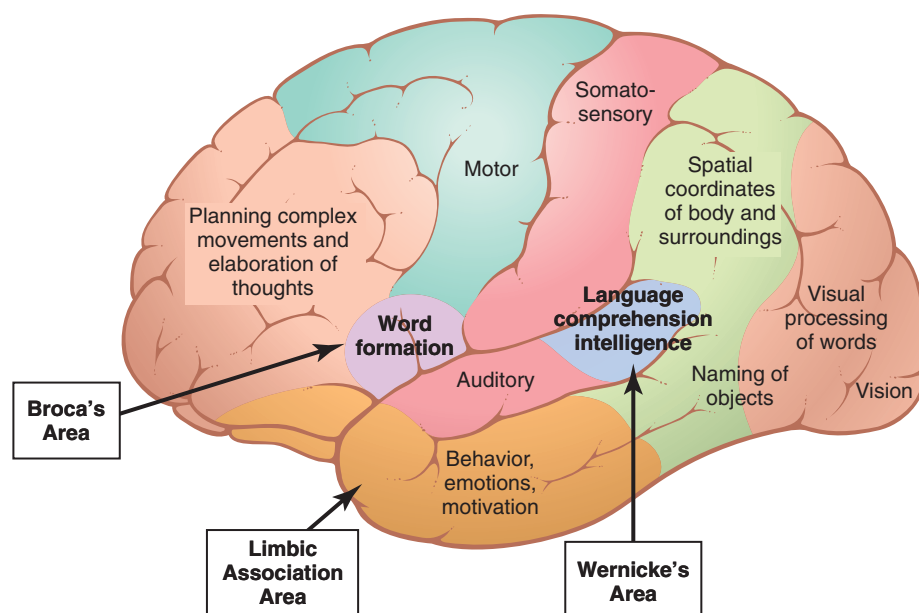 Somato-
sensory
Motor
Spatial
coordinates
of body and
surroundings
Planning complex
movements and
elaboration of
thoughts
Word
formation
Language
comprehension
intelligence
Visual
processing
of words
Auditory
Naming of
objects
Vision
Broca's
Area
Behavior,
emotions,
motivation
Limbic
Association
Area
Wernicke's
Area